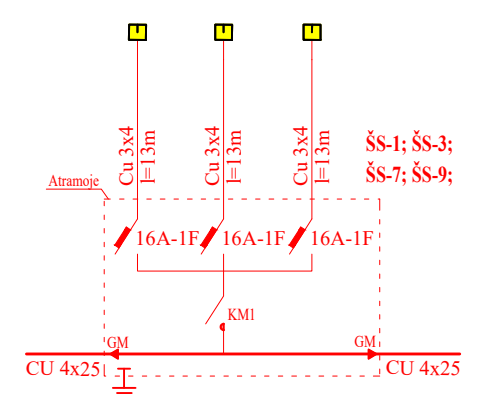 Cu 3x4
l=13m
Cu 3x4
l=13m
Cu 3x4
l=13m
ŠS-1; ŠS-3;
ŠS-7; ŠS-9;
Atramoje
16A-1F
16A-1F
16A-1F
KM1
GM
GM
CU 4x25
CU 4x25